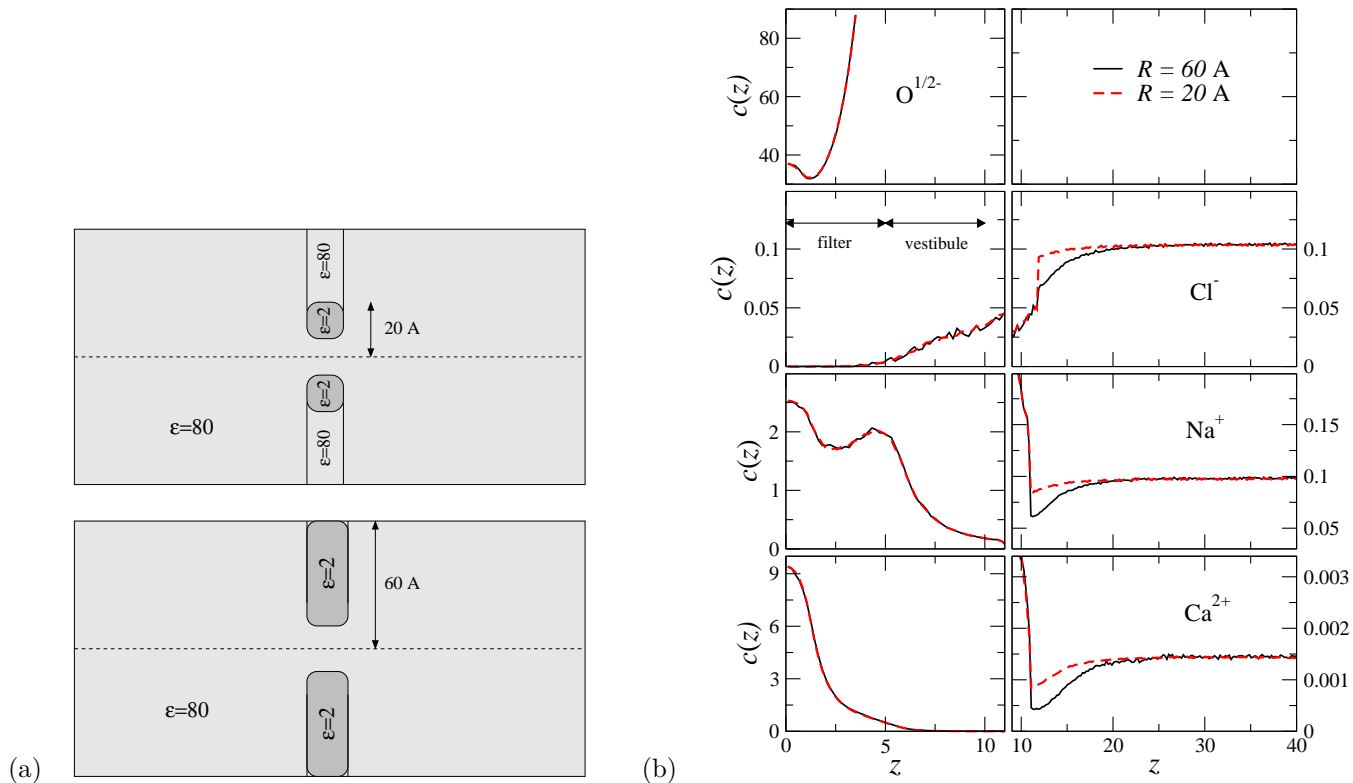 ε=80
ε=2
20 A
ε=2
ε=80
ε=80
ε=2
60 A
ε=80
ε=2
(a)
80
60
40
c(z)
O1/2-
R = 60 A
R = 20 A
0.1
0.05
0
c(z)
filter
vestibule
Cl-
0.1
0.05
0
2
1
0
c(z)
Na+
0.15
0.1
0.05
9
6
3
0
c(z)
Ca2+
0.003
0.002
0.001
0
0 5 10
10 20 30 40
z
z
(b)